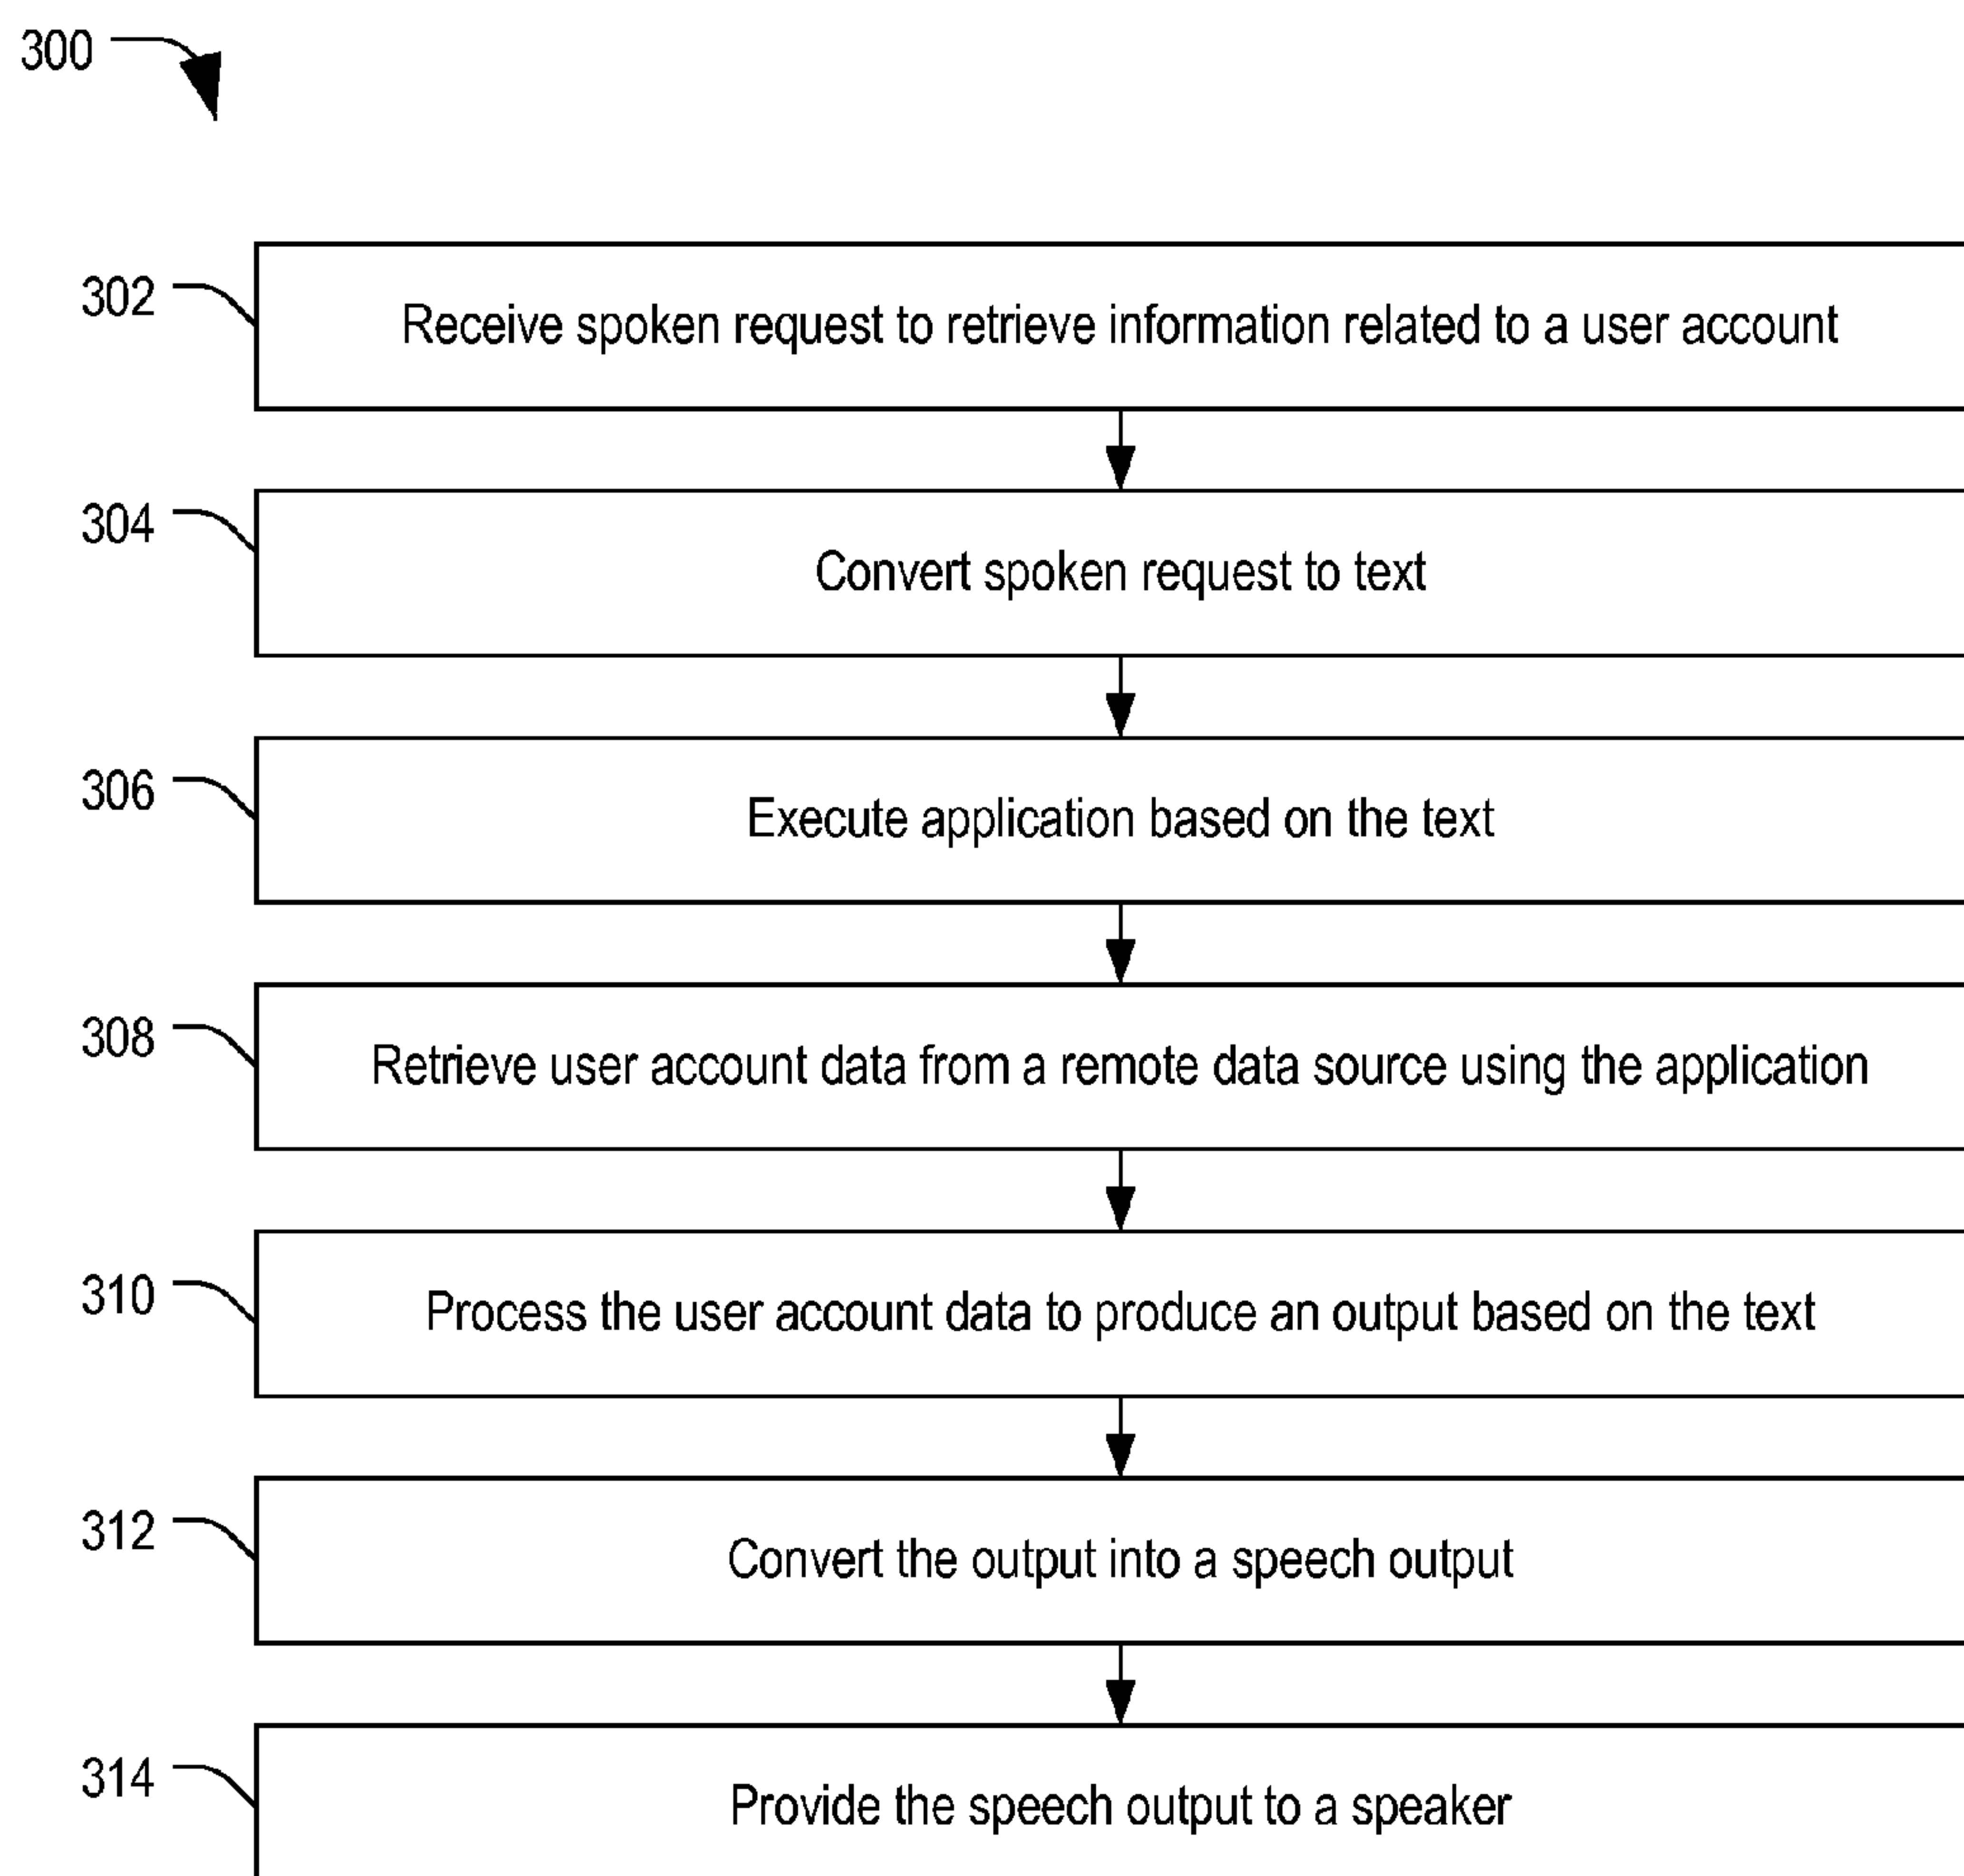 300
302
Receive spoken request to retrieve information related to a user account
304
Convert spoken request to text
306
Execute application based on the text
308
Retrieve user account data from a remote data source using the application
310
Process the user account data to produce an output based on the text
312
Convert the output into a speech output
314
Provide the speech output to a speaker